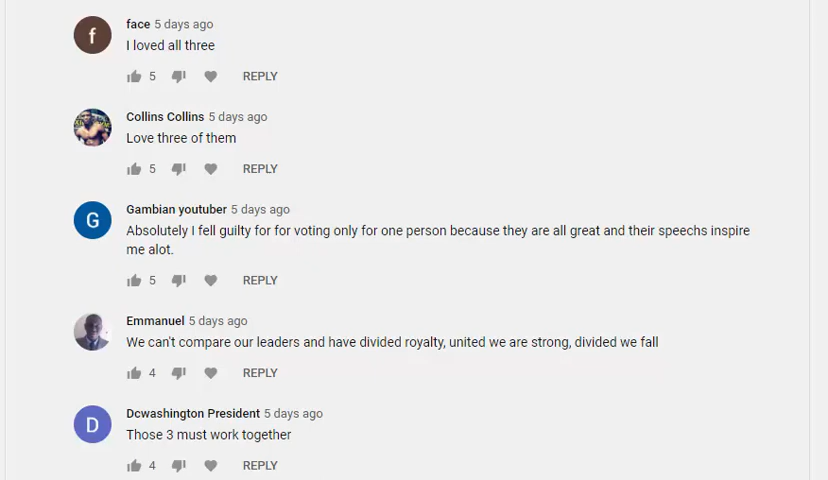 f
face 5 days ago
I loved all three
5 REPLY
Collins Collins 5 days ago
Love three of them
5 REPLY
G
Gambian youtuber 5 days ago
Absolutely I fell guilty for for voting only for one person because they are all great and their speechs inspire
me alot.
5 REPLY
Emmanuel 5 days ago
We can't compare our leaders and have divided royalty, united we are strong, divided we fall
4 REPLY
D
Dcwashington President 5 days ago
Those 3 must work together
4 REPLY